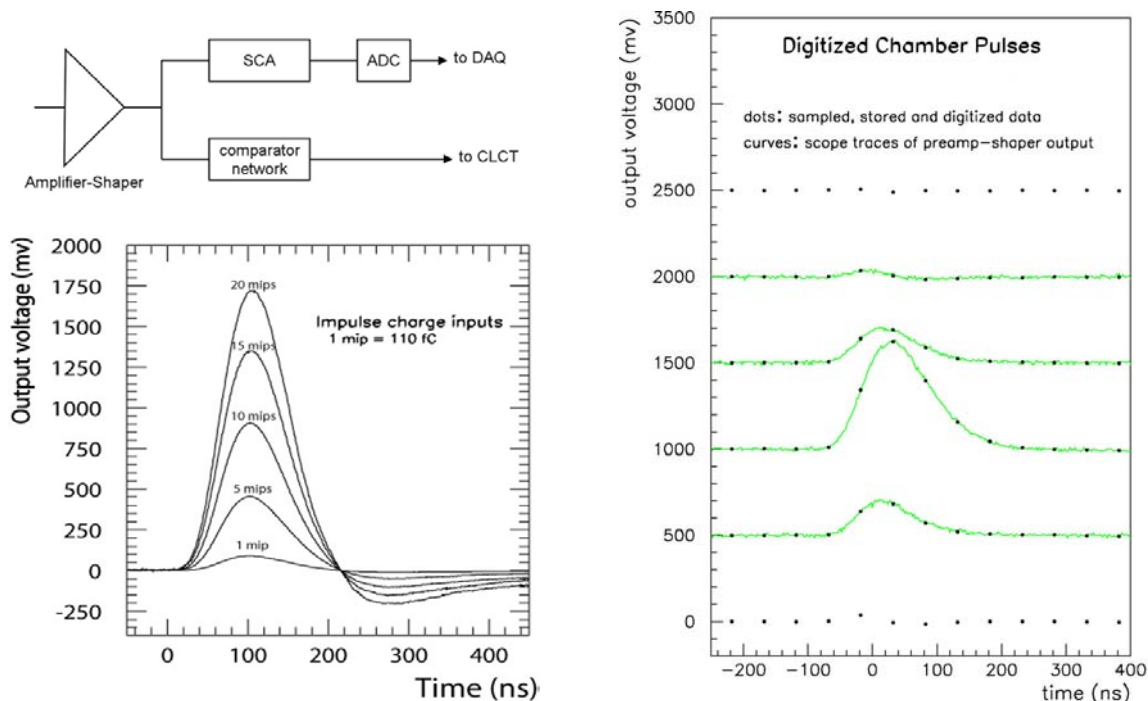 SCA
ADC
to DAQ
comparator
network
to CLCT
Amplifier-Shaper
Output voltage (mv)
2000
1750
1500
1250
1000
750
500
250
0
-250
20 mips
15 mips
10 mips
5 mips
1 mip
Impulse charge inputs
1 mip = 110 fC
0
100
200
300
400
Time (ns)
output voltage (mv)
3500
3000
2500
2000
1500
1000
500
0
Digitized Chamber Pulses
dots: sampled, stored and digitized data
curves: scope traces of preamp-shaper output
-200
-100
0
100
200
300
400
time (ns)